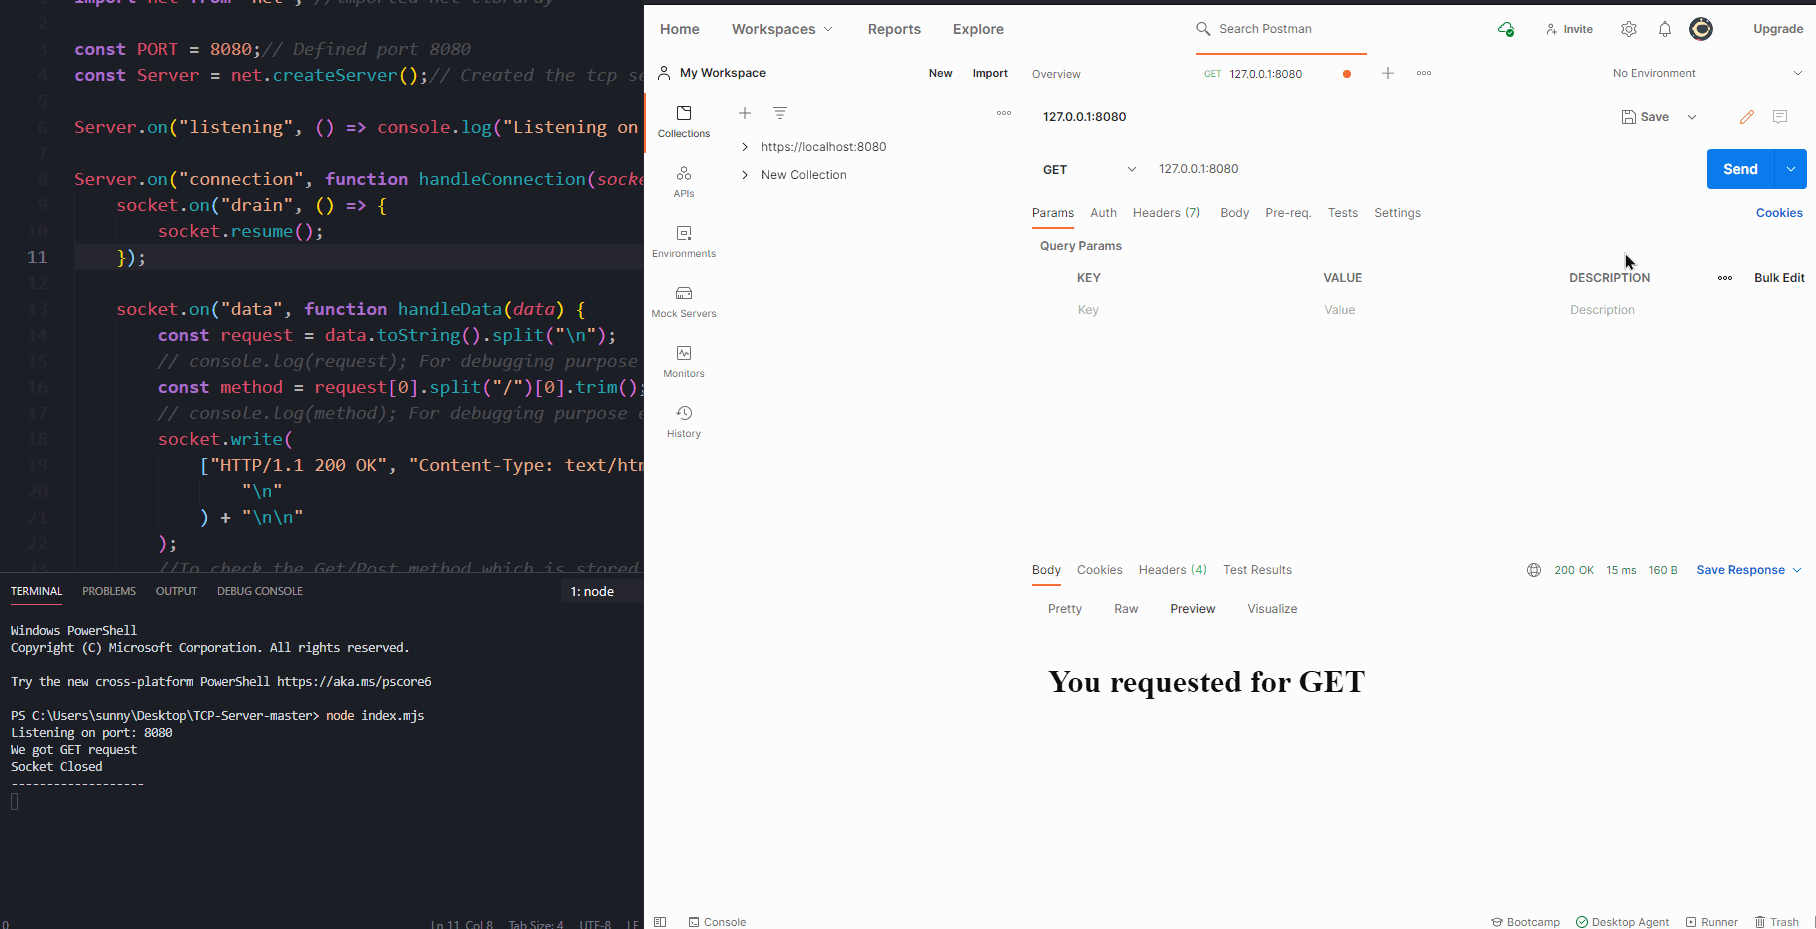 import net from "net"; //imported net librdrdy
2
3 const PORT = 8080;// Defined port 8080
4 const Server = net.createServer();// Created the tcp se
5
6 Server.on("listening", () => console.log("Listening on
7
8 Server.on("connection", function handleConnection(socke
9 socket.on("drain", () => {
10 socket.resume();
11 });
12
13 socket.on("data", function handleData(data) {
14 const request = data.toString().split("\n");
15 // console.log(request); For debugging purpose
16 const method = request[0].split("/")[0].trim();
17 // console.log(method); For debugging purpose e
18 socket.write(
19 ["HTTP/1.1 200 OK", "Content-Type: text/htm
20 "\n"
21 ) + "\n\n"
22 );
23 //To check the Get/Post method which is stored
TERMINAL PROBLEMS OUTPUT DEBUG CONSOLE 1: node
Windows PowerShell
Copyright (C) Microsoft Corporation. All rights reserved.
Try the new cross-platform PowerShell https://aka.ms/pscore6
PS C:\Users\sunny\Desktop\TCP-Server-master> node index.mjs
Listening on port: 8080
We got GET request
Socket Closed
-------------------
0 Ln 11, Col 8 Tab Size: 4 UTF-8 LF
Home Workspaces Reports Explore Search Postman Invite Upgrade
My Workspace New Import Overview GET 127.0.0.1:8080 No Environment
Collections
APIs
Environments
Mock Servers
Monitors
History
https://localhost:8080
New Collection
127.0.0.1:8080 Save
GET 127.0.0.1:8080 Send
Params Auth Headers (7) Body Pre-req. Tests Settings Cookies
Query Params
KEY VALUE DESCRIPTION Bulk Edit
Key Value Description
Body Cookies Headers (4) Test Results 200 OK 15 ms 160 B Save Response
Pretty Raw Preview Visualize
You requested for GET
Console Bootcamp Desktop Agent Runner Trash